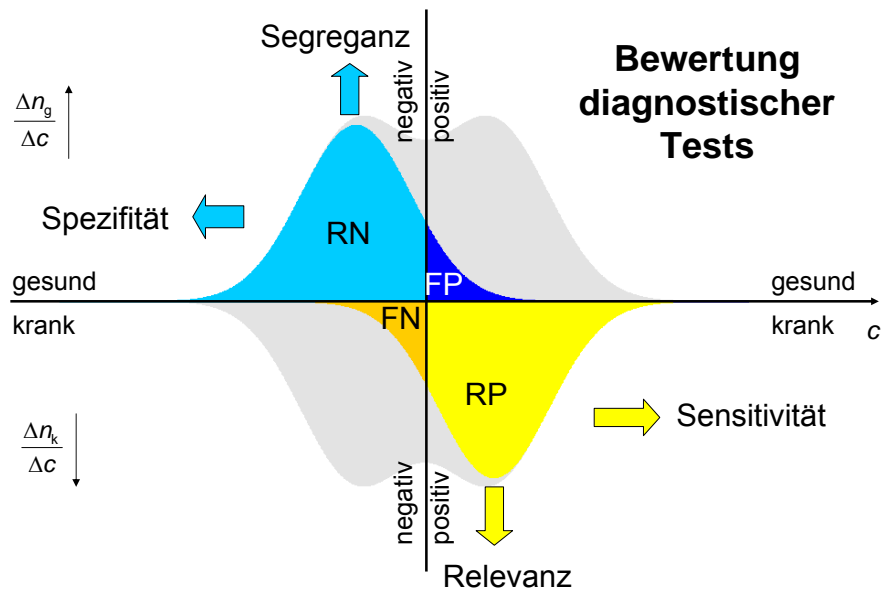 Segreganz
Bewertung
diagnostischer
Tests
negativ
positiv
Δn_g
Δc
Spezifität
RN
FP
gesund
gesund
krank
FN
krank
c
RP
Sensitivität
Δn_k
Δc
negativ
positiv
Relevanz